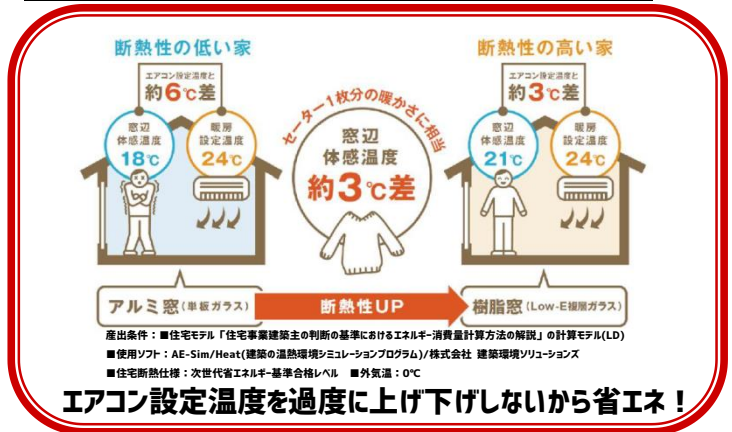 断熱性の低い家
エアコン設定温度と
約6℃差
窓辺
体感温度
18℃
暖房
設定温度
24℃
セーター1枚分の暖かさに相当
窓辺
体感温度
約3℃差
断熱性の高い家
エアコン設定温度と
約3℃差
窓辺
体感温度
21℃
暖房
設定温度
24℃
アルミ窓(単板ガラス)
断熱性UP
樹脂窓(Low-E複層ガラス)
産出条件:■住宅モデル「住宅事業建築主の判断の基準におけるエネルギー消費量計算方法の解説」の計算モデル(LD)
■使用ソフト:AE-Sim/Heat(建築の温熱環境シミュレーションプログラム)/株式会社 建築環境ソリューションズ
■住宅断熱仕様:次世代省エネルギー基準合格レベル ■外気温:0℃
エアコン設定温度を過度に上げ下げしないから省エネ!